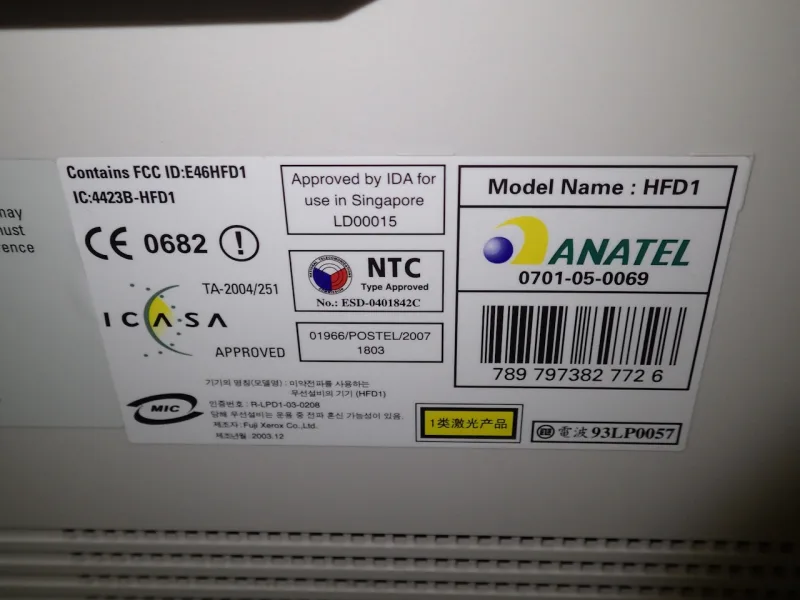 may
must
ence
Contains FCC ID:E46HFD1
IC:4423B-HFD1
CE 0682 !
TA-2004/251
ICASA
APPROVED
Approved by IDA for
use in Singapore
LD00015
NTC
Type Approved
No.: ESD-0401842C
01966/POSTEL/2007
1803
Model Name : HFD1
ANATEL
0701-05-0069
789 797382 772 6
MIC
기기의 명칭(모델명) : 미약전파를 사용하는
무선설비의 기기 (HFD1)
인증번호 : R-LPD1-03-0208
당해 무선설비는 운용 중 전파 혼신 가능성이 있음.
제조자 : Fuji Xerox Co.,Ltd.
제조년월 : 2003.12
1类激光产品
電波 93LP0057